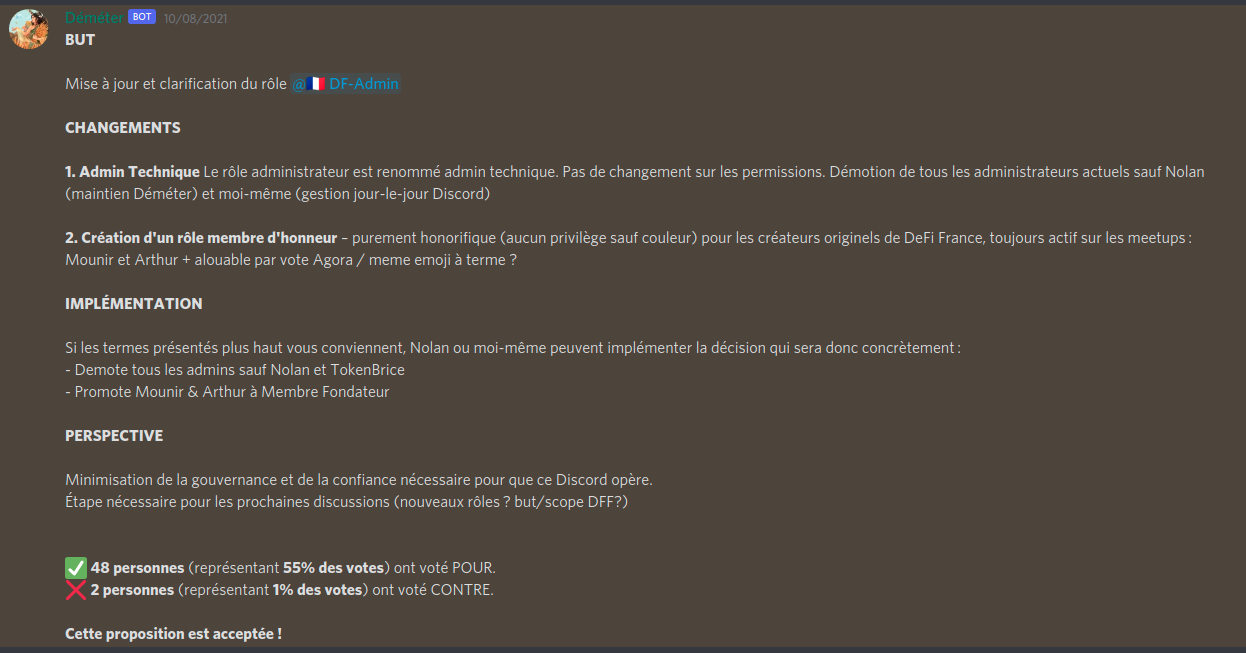 Déméter BOT 10/08/2021
BUT
Mise à jour et clarification du rôle @🇫🇷 DF-Admin
CHANGEMENTS
1. Admin Technique Le rôle administrateur est renommé admin technique. Pas de changement sur les permissions. Démotion de tous les administrateurs actuels sauf Nolan
(maintien Déméter) et moi-même (gestion jour-le-jour Discord)
2. Création d'un rôle membre d'honneur – purement honorifique (aucun privilège sauf couleur) pour les créateurs originels de DeFi France, toujours actif sur les meetups :
Mounir et Arthur + alouable par vote Agora / meme emoji à terme ?
IMPLÉMENTATION
Si les termes présentés plus haut vous conviennent, Nolan ou moi-même peuvent implémenter la décision qui sera donc concrètement :
- Demote tous les admins sauf Nolan et TokenBrice
- Promote Mounir & Arthur à Membre Fondateur
PERSPECTIVE
Minimisation de la gouvernance et de la confiance nécessaire pour que ce Discord opère.
Étape nécessaire pour les prochaines discussions (nouveaux rôles ? but/scope DFF?)
✅ 48 personnes (représentant 55% des votes) ont voté POUR.
❌ 2 personnes (représentant 1% des votes) ont voté CONTRE.
Cette proposition est acceptée !